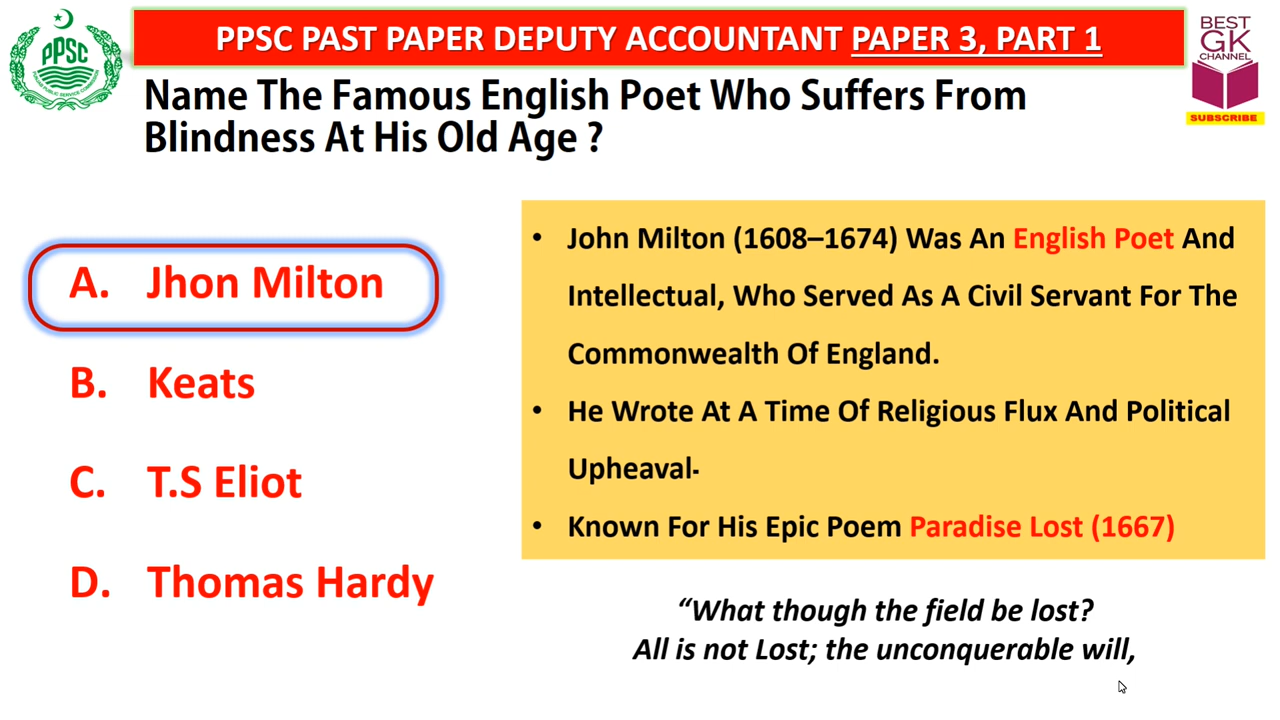 PPSC
PPSC PAST PAPER DEPUTY ACCOUNTANT PAPER 3, PART 1
BEST
GK
CHANNEL
SUBSCRIBE
Name The Famous English Poet Who Suffers From
Blindness At His Old Age ?
A. Jhon Milton
B. Keats
C. T.S Eliot
D. Thomas Hardy
• John Milton (1608–1674) Was An English Poet And
Intellectual, Who Served As A Civil Servant For The
Commonwealth Of England.
• He Wrote At A Time Of Religious Flux And Political
Upheaval.
• Known For His Epic Poem Paradise Lost (1667)
“What though the field be lost?
All is not Lost; the unconquerable will,